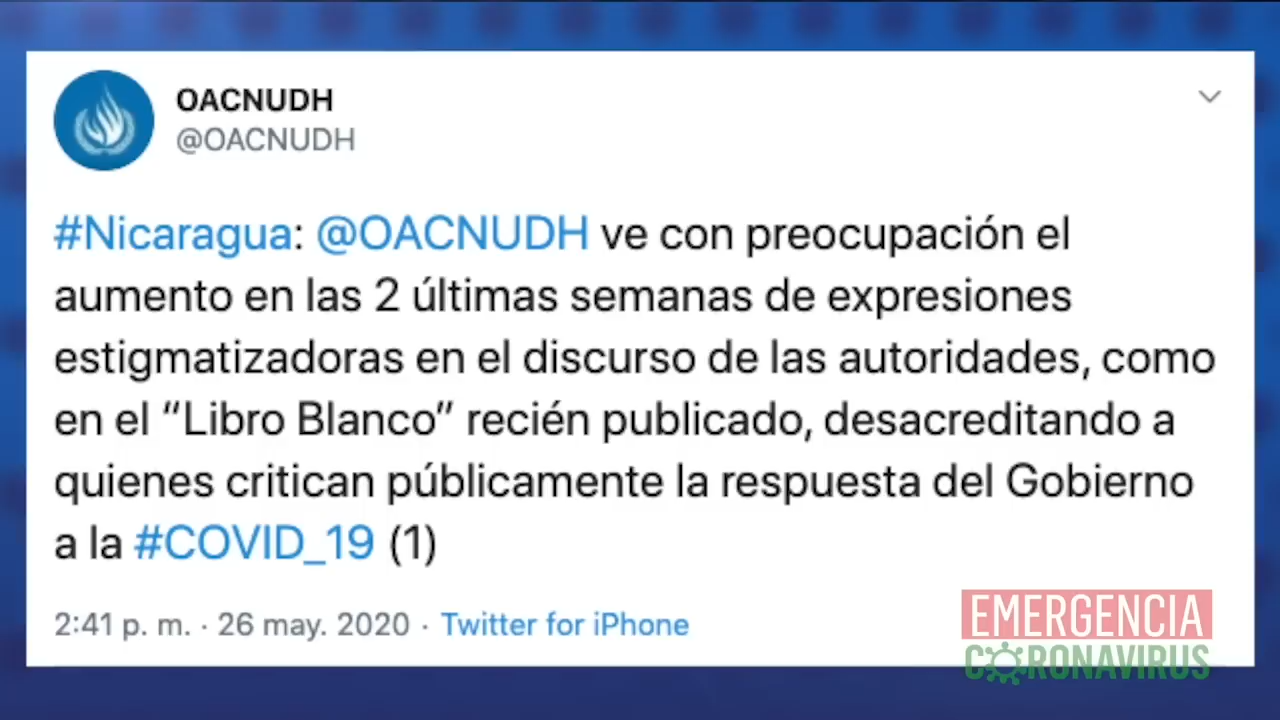 OACNUDH
@OACNUDH
#Nicaragua: @OACNUDH ve con preocupación el
aumento en las 2 últimas semanas de expresiones
estigmatizadoras en el discurso de las autoridades, como
en el “Libro Blanco” recién publicado, desacreditando a
quienes critican públicamente la respuesta del Gobierno
a la #COVID_19 (1)
2:41 p. m. · 26 may. 2020 · Twitter for iPhone
EMERGENCIA
CORONAVIRUS